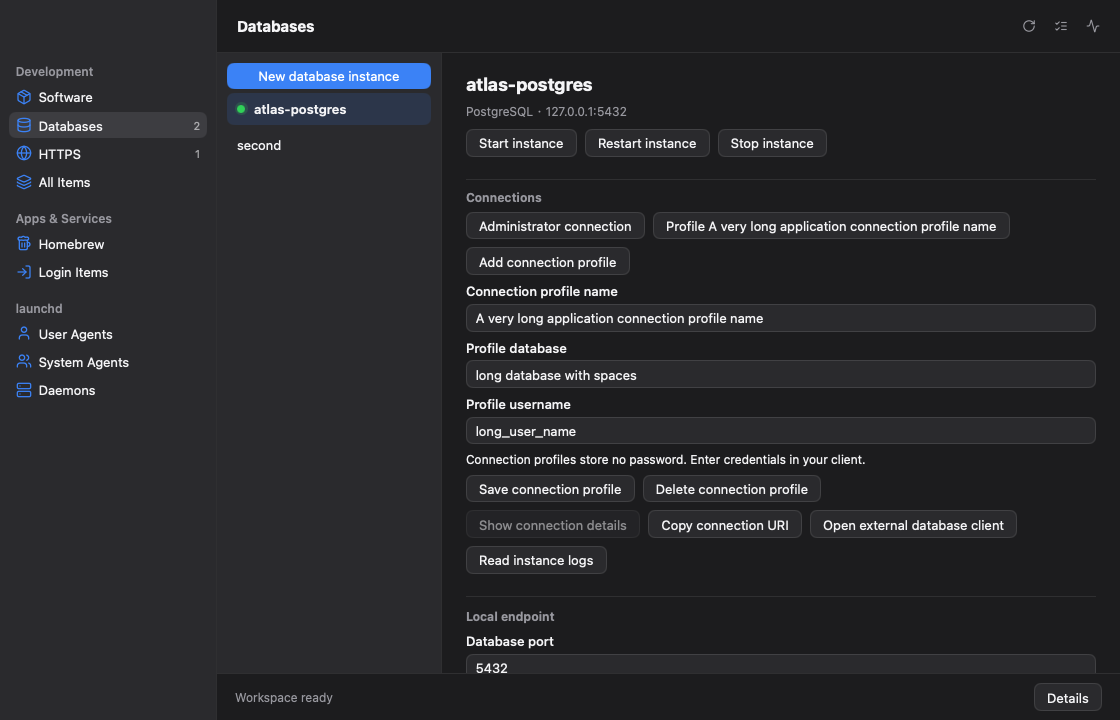 Databases
Development
Software
Databases 2
HTTPS 1
All Items
Apps & Services
Homebrew
Login Items
launchd
User Agents
System Agents
Daemons
New database instance
atlas-postgres
second
atlas-postgres
PostgreSQL · 127.0.0.1:5432
Start instance Restart instance Stop instance
Connections
Administrator connection Profile A very long application connection profile name
Add connection profile
Connection profile name
A very long application connection profile name
Profile database
long database with spaces
Profile username
long_user_name
Connection profiles store no password. Enter credentials in your client.
Save connection profile Delete connection profile
Show connection details Copy connection URI Open external database client
Read instance logs
Local endpoint
Database port
5432
Workspace ready Details